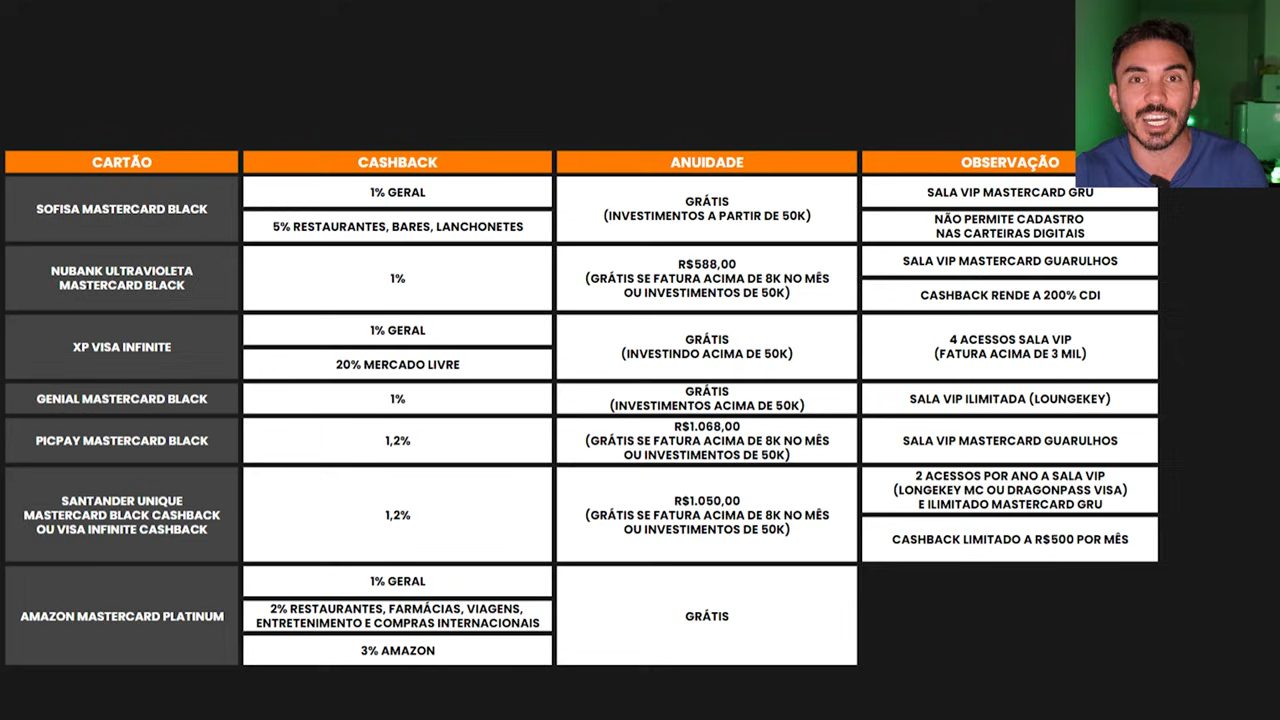 CARTÃO
CASHBACK
ANUIDADE
OBSERVAÇÃO
SOFISA MASTERCARD BLACK
1% GERAL
5% RESTAURANTES, BARES, LANCHONETES
GRÁTIS
(INVESTIMENTOS A PARTIR DE 50K)
SALA VIP MASTERCARD GRU
NÃO PERMITE CADASTRO
NAS CARTEIRAS DIGITAIS
NUBANK ULTRAVIOLETA
MASTERCARD BLACK
1%
R$588,00
(GRÁTIS SE FATURA ACIMA DE 8K NO MÊS
OU INVESTIMENTOS DE 50K)
SALA VIP MASTERCARD GUARULHOS
CASHBACK RENDE A 200% CDI
XP VISA INFINITE
1% GERAL
20% MERCADO LIVRE
GRÁTIS
(INVESTINDO ACIMA DE 50K)
4 ACESSOS SALA VIP
(FATURA ACIMA DE 3 MIL)
GENIAL MASTERCARD BLACK
1%
GRÁTIS
(INVESTIMENTOS ACIMA DE 50K)
SALA VIP ILIMITADA (LOUNGEKEY)
PICPAY MASTERCARD BLACK
1,2%
R$1.068,00
(GRÁTIS SE FATURA ACIMA DE 8K NO MÊS
OU INVESTIMENTOS DE 50K)
SALA VIP MASTERCARD GUARULHOS
SANTANDER UNIQUE
MASTERCARD BLACK CASHBACK
OU VISA INFINITE CASHBACK
1,2%
R$1.050,00
(GRÁTIS SE FATURA ACIMA DE 8K NO MÊS
OU INVESTIMENTOS DE 50K)
2 ACESSOS POR ANO A SALA VIP
(LONGEKEY MC OU DRAGONPASS VISA)
E ILIMITADO MASTERCARD GRU
CASHBACK LIMITADO A R$500 POR MÊS
AMAZON MASTERCARD PLATINUM
1% GERAL
2% RESTAURANTES, FARMÁCIAS, VIAGENS,
ENTRETENIMENTO E COMPRAS INTERNACIONAIS
3% AMAZON
GRÁTIS